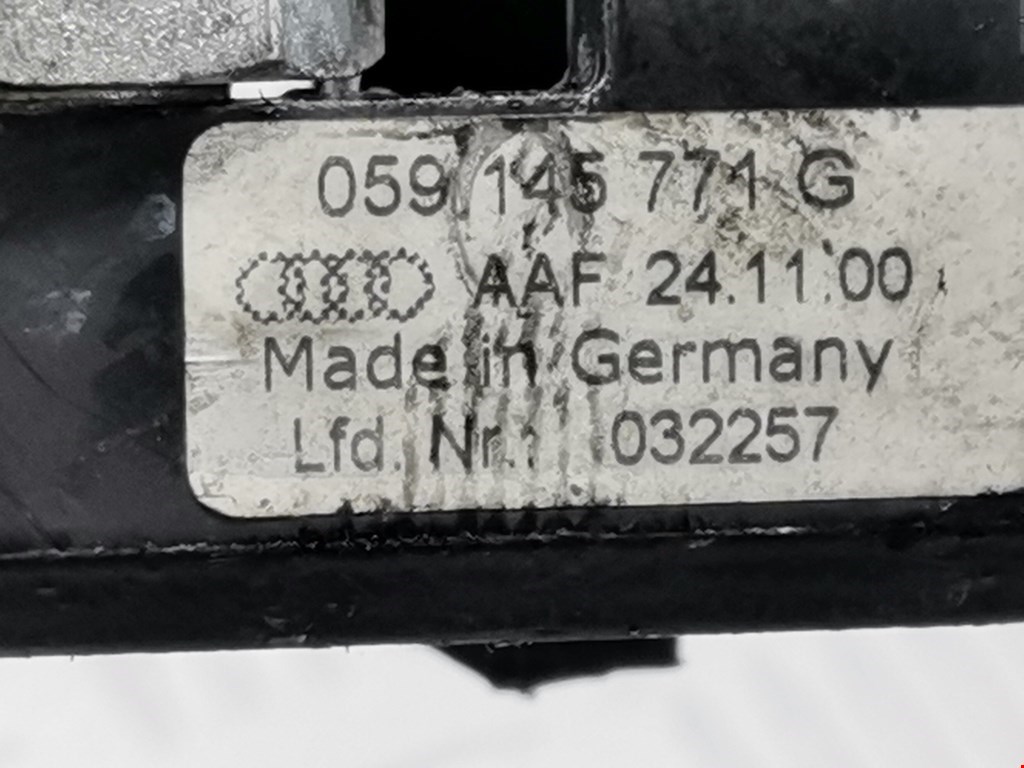 059 145 771 G
AAF 24.11.00
Made in Germany
Lfd. Nr.: 032257